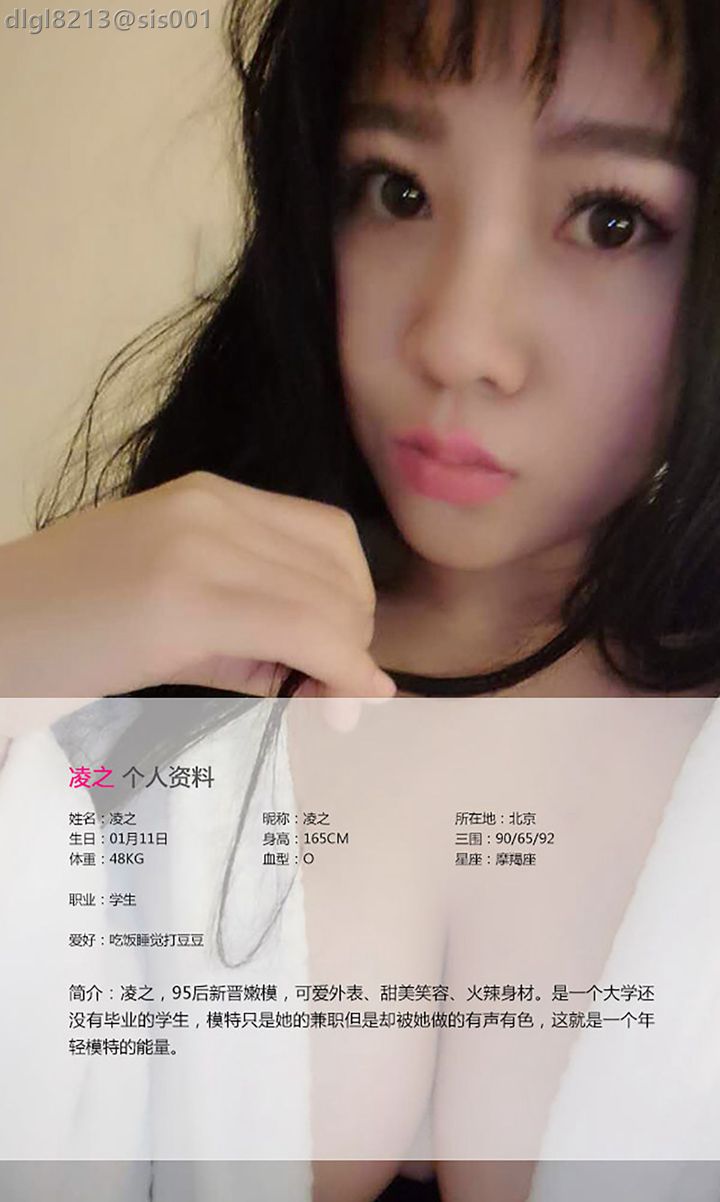 dlgl8213@sis001
凌之 个人资料
姓名：凌之 昵称：凌之 所在地：北京
生日：01月11日 身高：165CM 三围：90/65/92
体重：48KG 血型：O 星座：摩羯座
职业：学生
爱好：吃饭睡觉打豆豆
简介：凌之，95后新晋嫩模，可爱外表、甜美笑容、火辣身材。是一个大学还
没有毕业的学生，模特只是她的兼职但是却被她做的有声有色，这就是一个年
轻模特的能量。